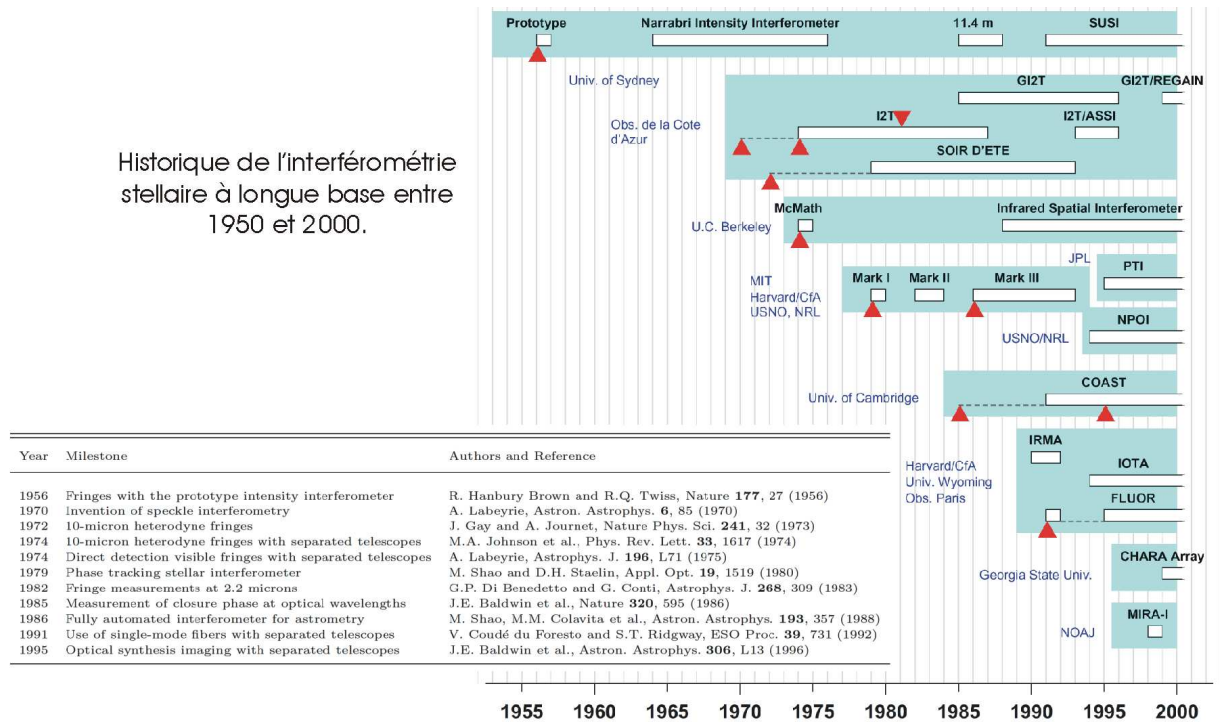 Prototype Narrabri Intensity Interferometer 11.4 m SUSI
Univ. of Sydney
GI2T GI2T/REGAIN
Obs. de la Cote
d'Azur
I2T I2T/ASSI
SOIR D'ETE
Historique de l'interférométrie
stellaire à longue base entre
1950 et 2000.
U.C. Berkeley
McMath Infrared Spatial Interferometer
JPL
PTI
MIT
Harvard/CfA
USNO, NRL
Mark I Mark II Mark III
NPOI
USNO/NRL
COAST
Univ. of Cambridge
Harvard/CfA
Univ. Wyoming
Obs. Paris
IRMA
IOTA
FLUOR
CHARA Array
Georgia State Univ.
MIRA-I
NOAJ
Year Milestone Authors and Reference
1956 Fringes with the prototype intensity interferometer R. Hanbury Brown and R.Q. Twiss, Nature 177, 27 (1956)
1970 Invention of speckle interferometry A. Labeyrie, Astron. Astrophys. 6, 85 (1970)
1972 10-micron heterodyne fringes J. Gay and A. Journet, Nature Phys. Sci. 241, 32 (1973)
1974 10-micron heterodyne fringes with separated telescopes M.A. Johnson et al., Phys. Rev. Lett. 33, 1617 (1974)
1974 Direct detection visible fringes with separated telescopes A. Labeyrie, Astrophys. J. 196, L71 (1975)
1979 Phase tracking stellar interferometer M. Shao and D.H. Staelin, Appl. Opt. 19, 1519 (1980)
1982 Fringe measurements at 2.2 microns G.P. Di Benedetto and G. Conti, Astrophys. J. 268, 309 (1983)
1985 Measurement of closure phase at optical wavelengths J.E. Baldwin et al., Nature 320, 595 (1986)
1986 Fully automated interferometer for astrometry M. Shao, M.M. Colavita et al., Astron. Astrophys. 193, 357 (1988)
1991 Use of single-mode fibers with separated telescopes V. Coudé du Foresto and S.T. Ridgway, ESO Proc. 39, 731 (1992)
1995 Optical synthesis imaging with separated telescopes J.E. Baldwin et al., Astron. Astrophys. 306, L13 (1996)
1955 1960 1965 1970 1975 1980 1985 1990 1995 2000